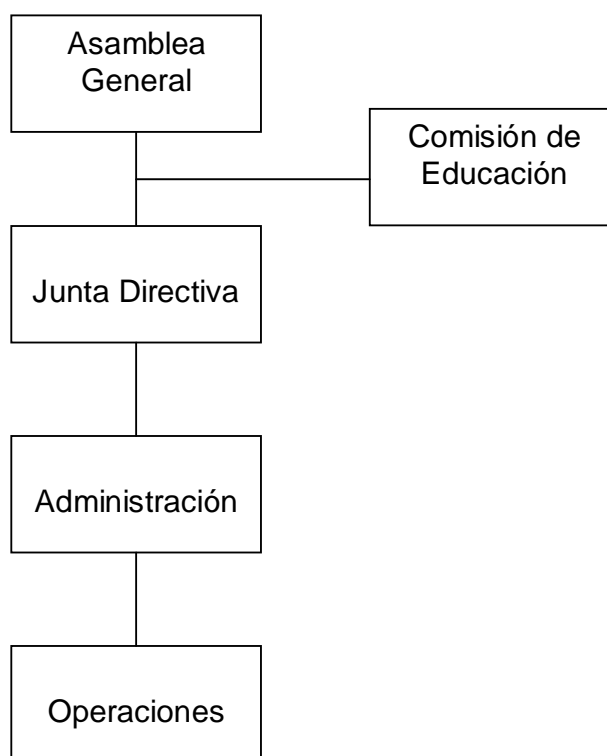 Asamblea
General
Comisión de
Educación
Junta Directiva
Administración
Operaciones